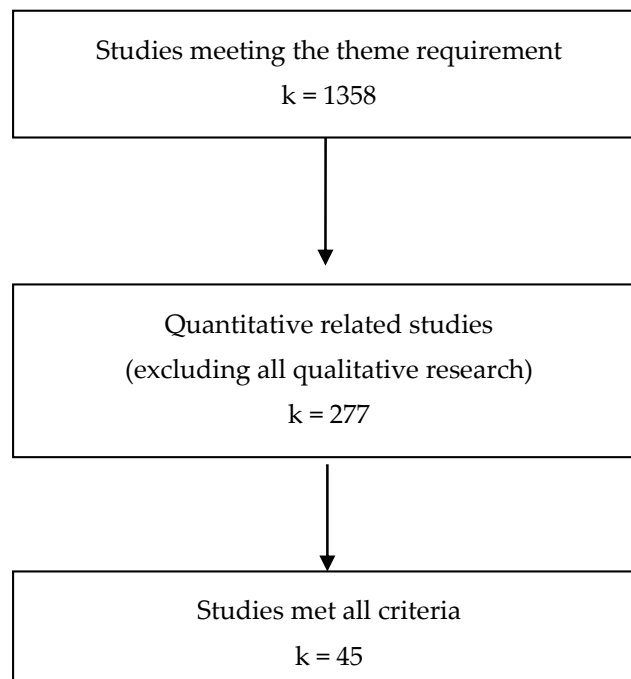 Studies meeting the theme requirement
k = 1358
Quantitative related studies
(excluding all qualitative research)
k = 277
Studies met all criteria
k = 45